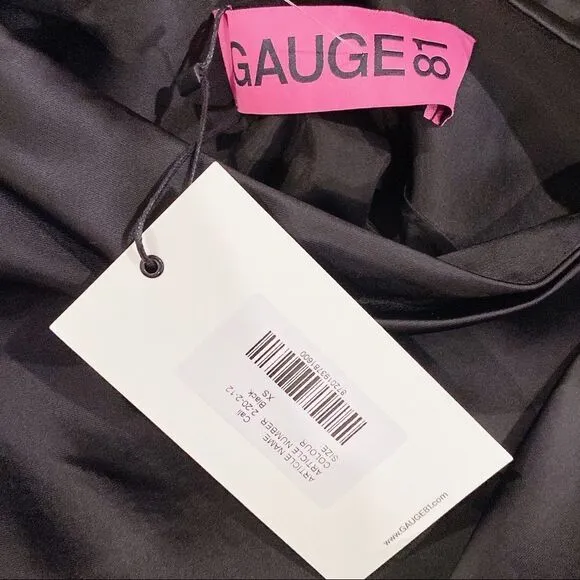 GAUGE81
ARTICLE NAME Cali
ARTICLE NUMBER 2-20-2-12
COLOUR Black
SIZE XS
www.GAUGE81.com